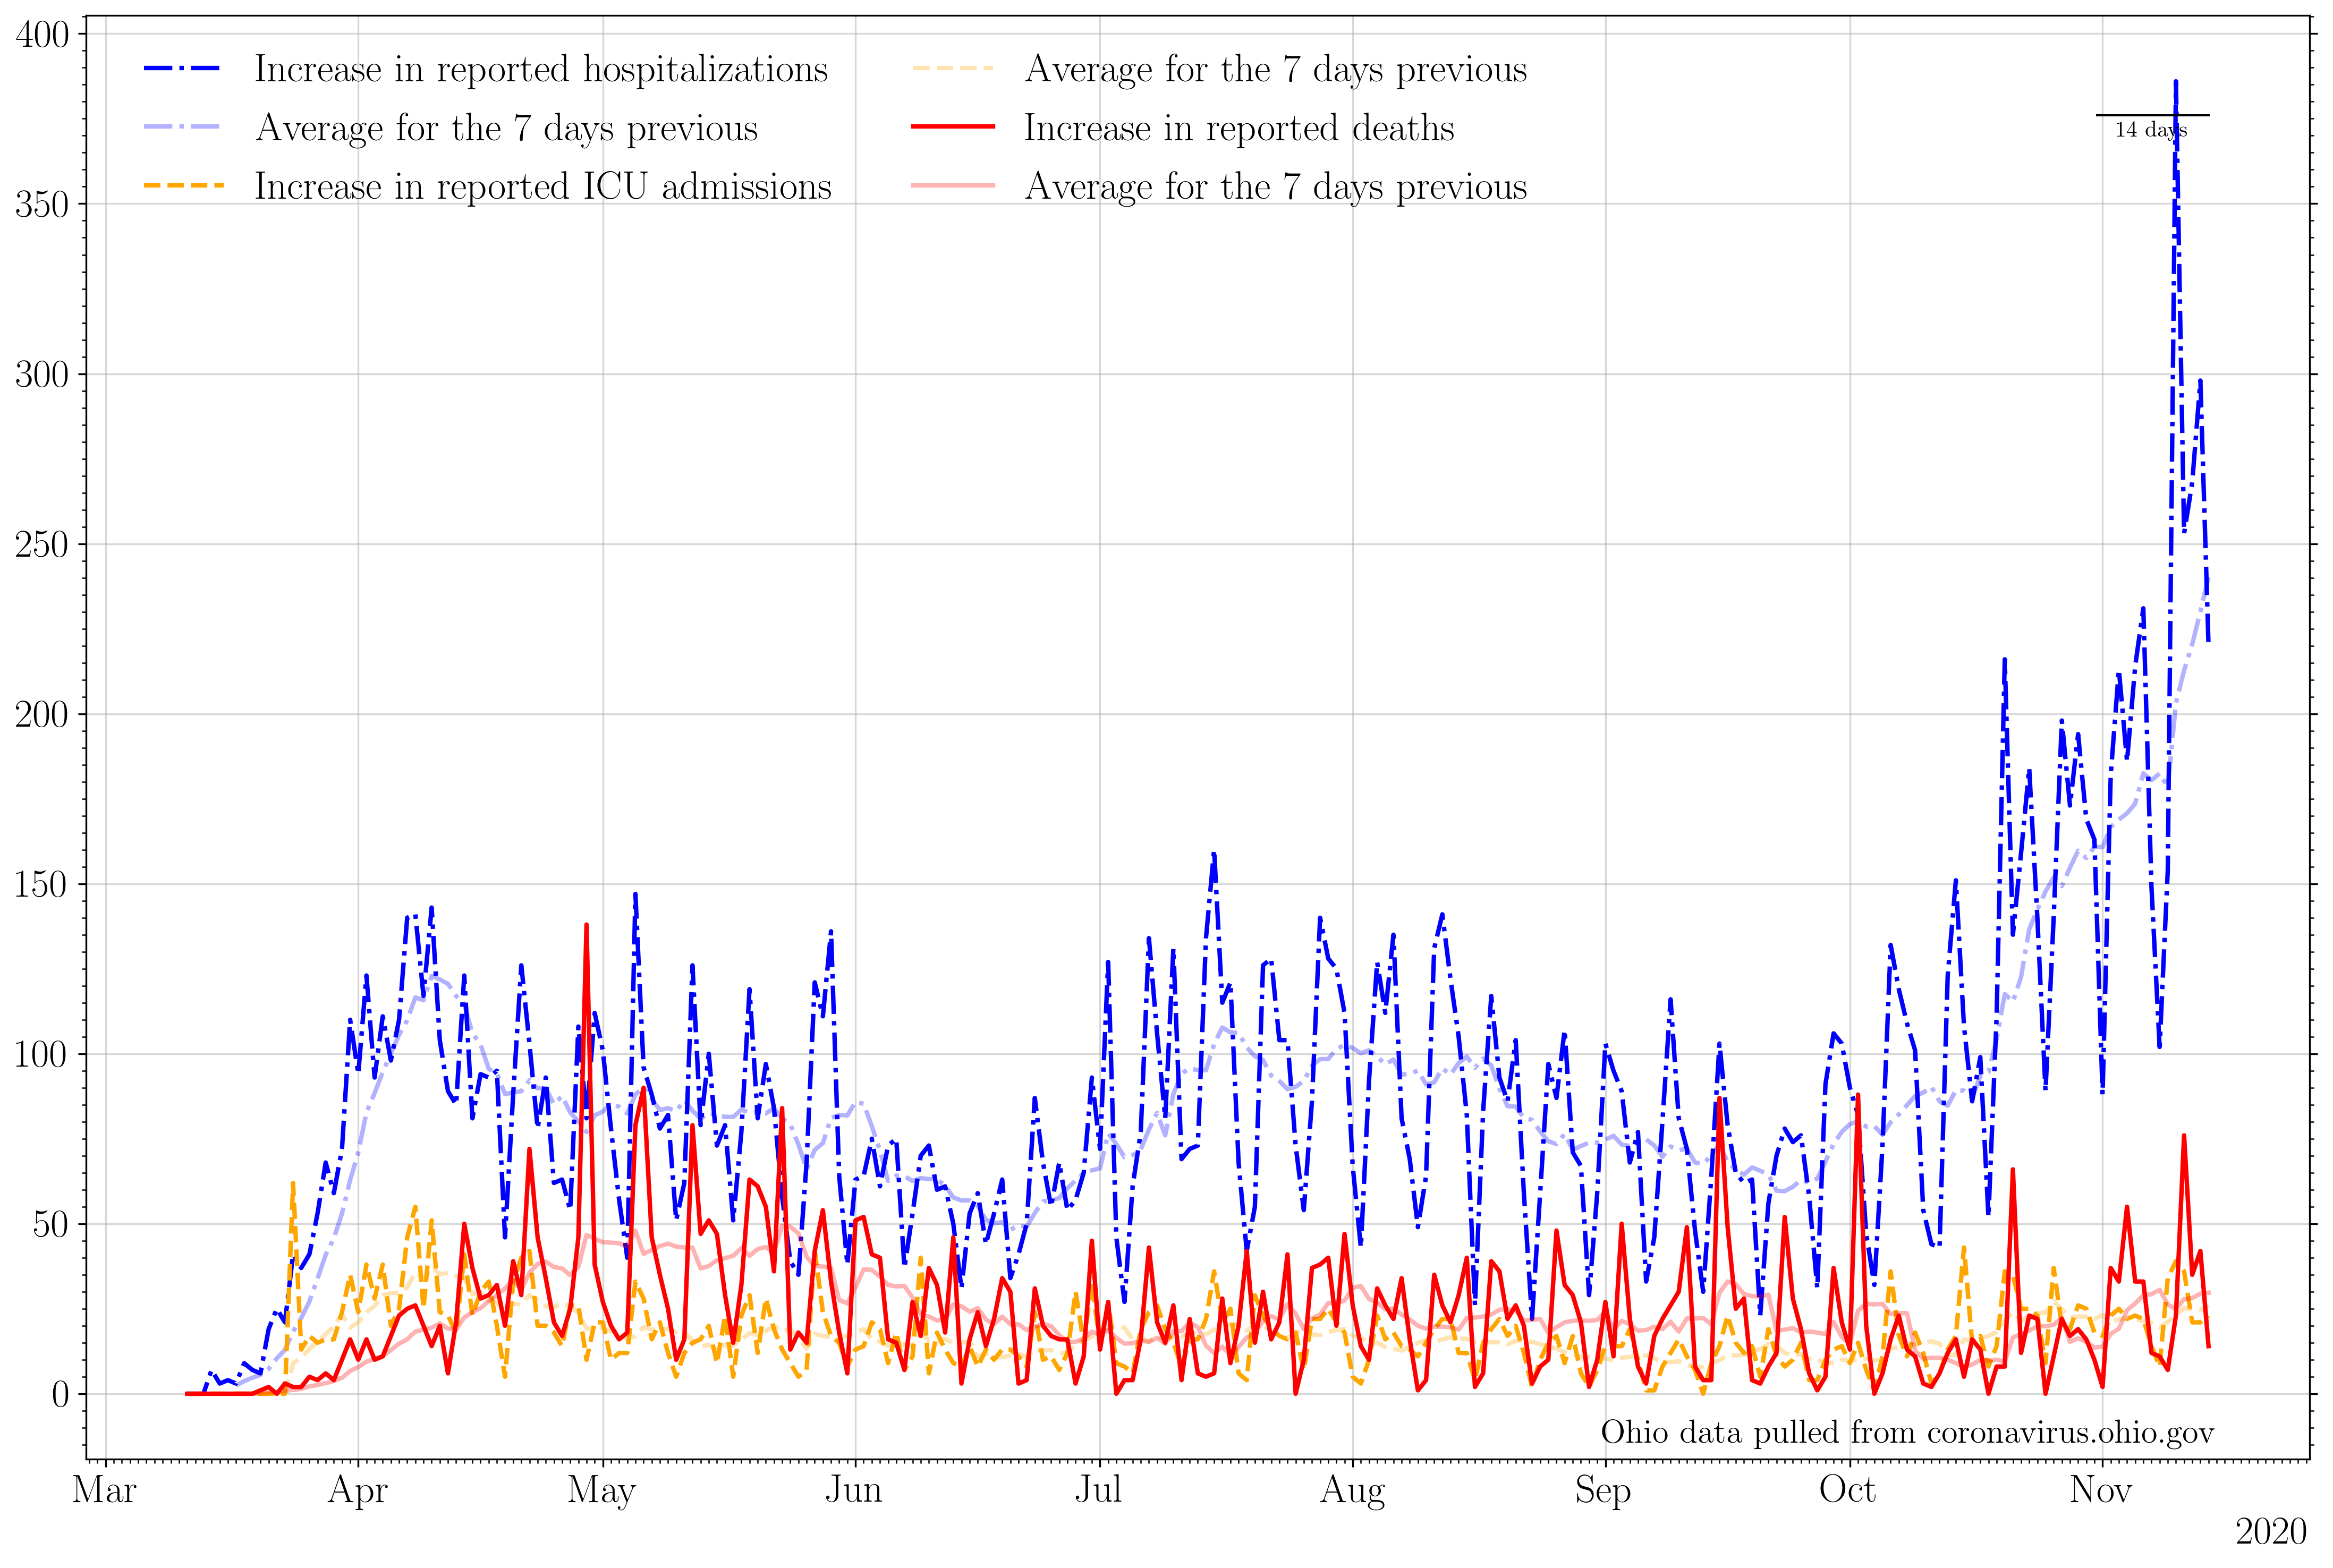 400
350
300
250
200
150
100
50
0
Increase in reported hospitalizations
Average for the 7 days previous
Increase in reported ICU admissions
Average for the 7 days previous
Increase in reported deaths
Average for the 7 days previous
14 days
Ohio data pulled from coronavirus.ohio.gov
Mar Apr May Jun Jul Aug Sep Oct Nov
2020